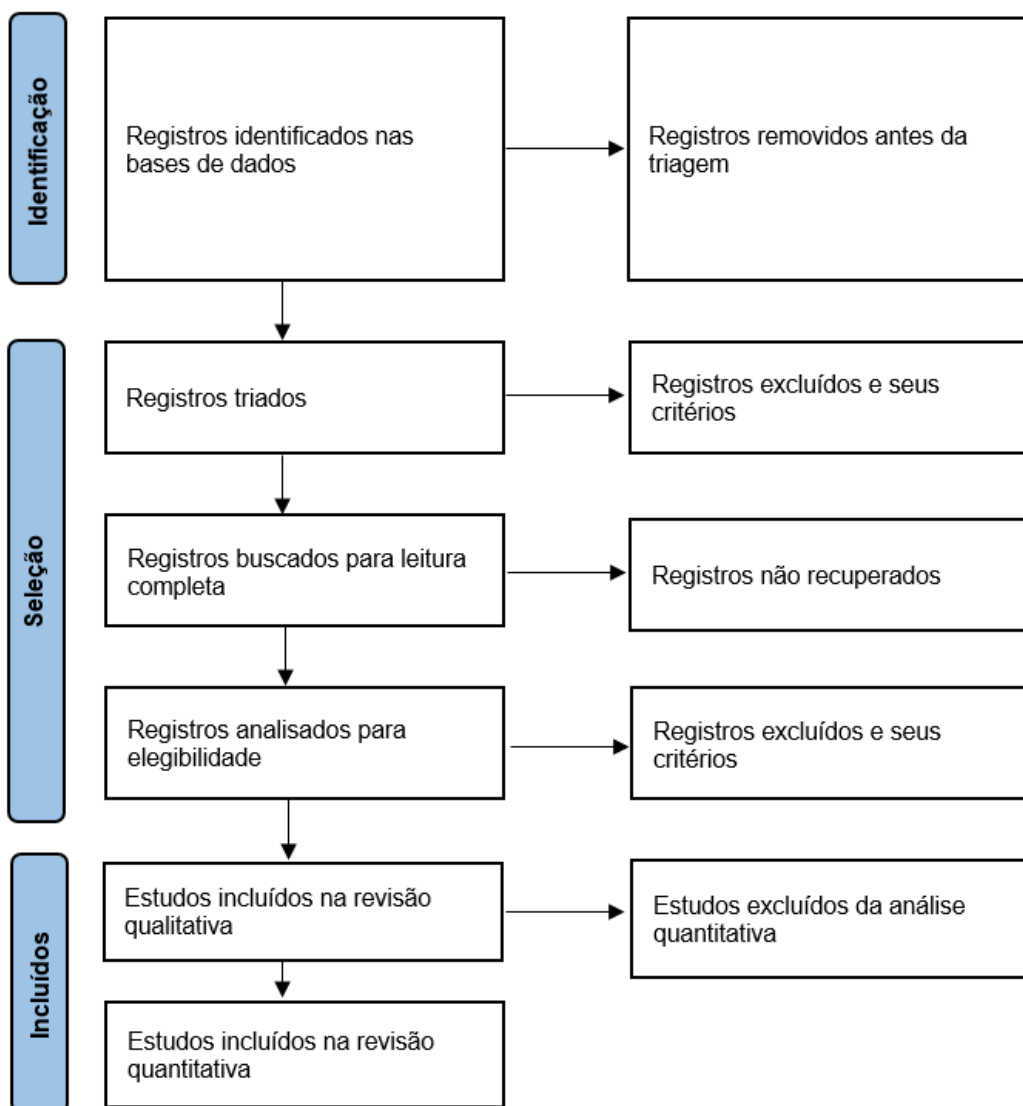 Identificação
Registros identificados nas
bases de dados
Registros removidos antes da
triagem
Seleção
Registros triados
Registros excluídos e seus
critérios
Registros buscados para leitura
completa
Registros não recuperados
Registros analisados para
elegibilidade
Registros excluídos e seus
critérios
Incluídos
Estudos incluídos na revisão
qualitativa
Estudos excluídos da análise
quantitativa
Estudos incluídos na revisão
quantitativa